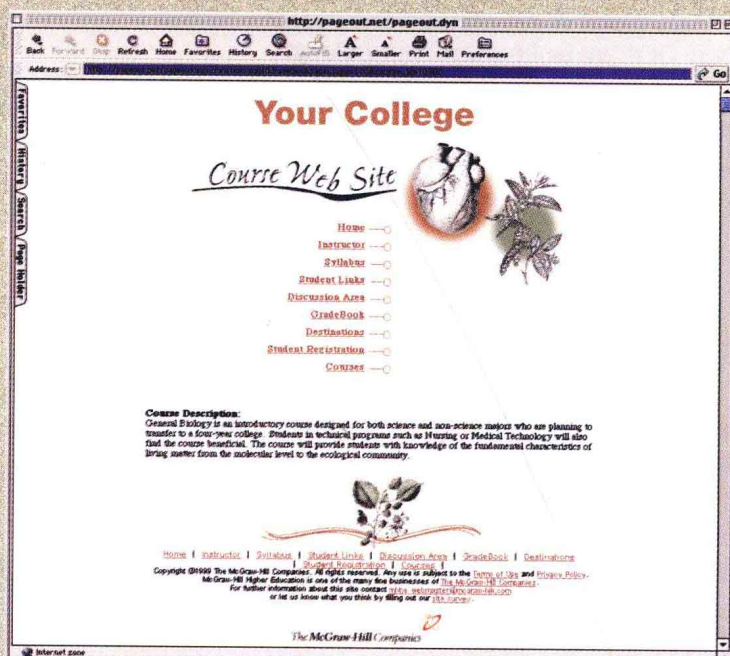 http://pageout.net/pageout.dyn
Back Forward Stop Refresh Home Favorites History Search AutoFill Larger Smaller Print Mail Preferences
Address:
Go
Favorites
History
Search
Page Holder
Your College
Course Web Site
Home
Instructor
Syllabus
Student Links
Discussion Area
GradeBook
Destinations
Student Registration
Courses
Course Description:
General Biology is an introductory course designed for both science and non-science majors who are planning to
transfer to a four-year college. Students in technical programs such as Nursing or Medical Technology will also
find the course beneficial. The course will provide students with knowledge of the fundamental characteristics of
living matter from the molecular level to the ecological community.
Home | Instructor | Syllabus | Student Links | Discussion Area | GradeBook | Destinations
| Student Registration | Courses |
Copyright ©1999 The McGraw-Hill Companies. All rights reserved. Any use is subject to the Terms of Use and Privacy Policy.
McGraw-Hill Higher Education is one of the many fine businesses of The McGraw-Hill Companies.
For further information about this site contact
or let us know what you think by filling out our site survey.
The McGraw-Hill Companies
Internet zone